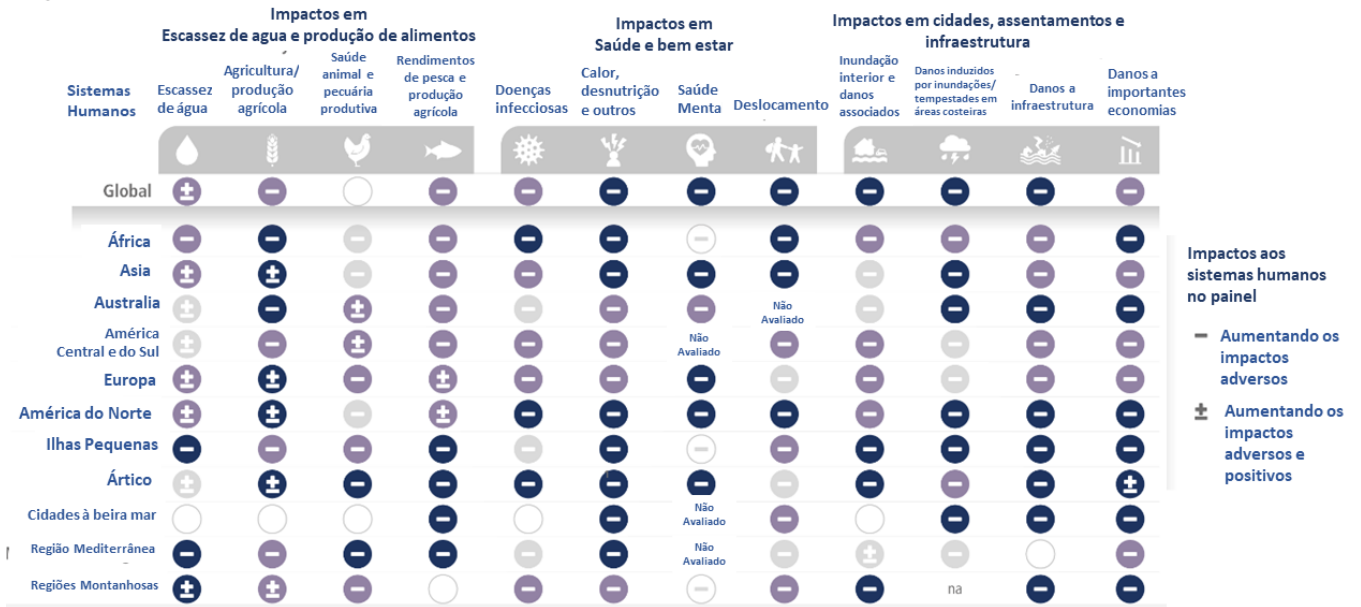 Impactos em
Escassez de agua e produção de alimentos
Impactos em
Saúde e bem estar
Impactos em cidades, assentamentos e
infraestrutura
Sistemas
Humanos
Escassez
de água
Agricultura/
produção
agrícola
Saúde
animal e
pecuária
produtiva
Rendimentos
de pesca e
produção
agrícola
Doenças
infecciosas
Calor,
desnutrição
e outros
Saúde
Menta
Deslocamento
Inundação
interior e
danos
associados
Danos induzidos
por inundações/
tempestades em
áreas costeiras
Danos a
infraestrutura
Danos a
importantes
economias
Global
África
Asia
Australia
Não
Avaliado
América
Central e do Sul
Não
Avaliado
Europa
América do Norte
Ilhas Pequenas
Ártico
Cidades à beira mar
Não
Avaliado
Região Mediterrânea
Não
Avaliado
Regiões Montanhosas
na
Impactos aos
sistemas humanos
no painel
− Aumentando os
impactos
adversos
± Aumentando os
impactos
adversos e
positivos